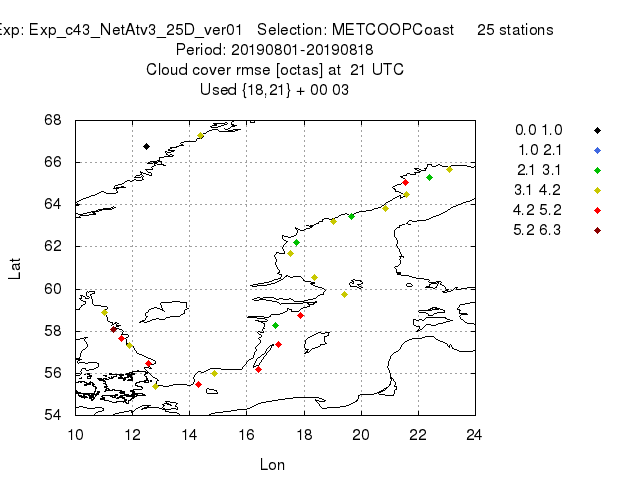 Exp: Exp_c43_NetAtv3_25D_ver01 Selection: METCOOPCoast 25 stations
Period: 20190801-20190818
Cloud cover rmse [octas] at 21 UTC
Used {18,21} + 00 03
68
66
64
62
60
58
56
54
Lat
10 12 14 16 18 20 22 24
Lon
0.0 1.0
1.0 2.1
2.1 3.1
3.1 4.2
4.2 5.2
5.2 6.3